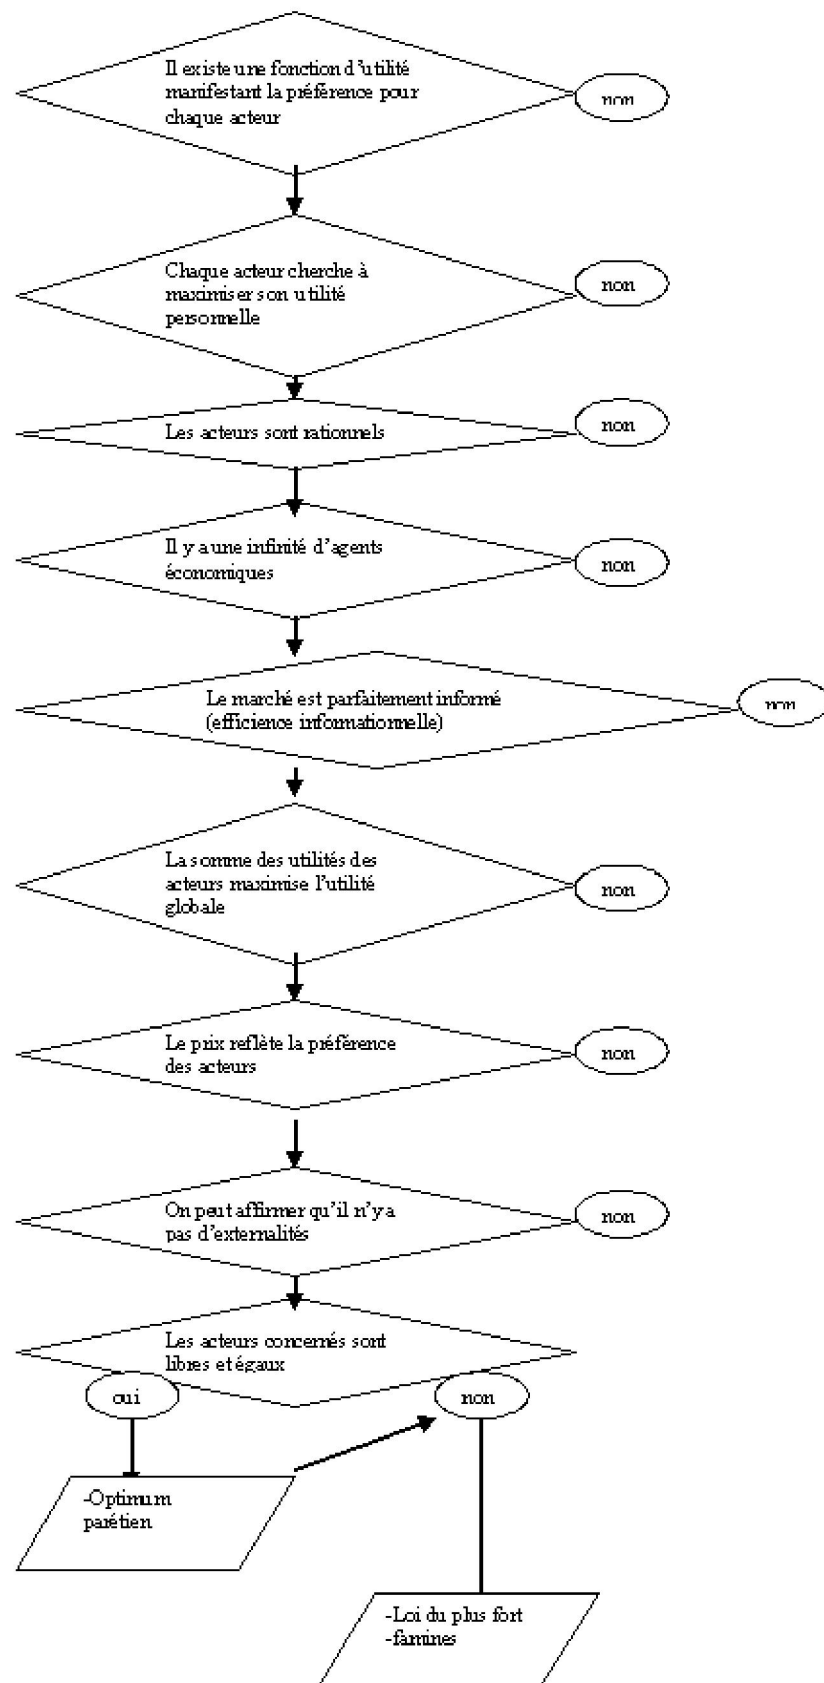 Il existe une fonction d'utilité
manifestant la préférence pour
chaque acteur
non
Chaque acteur cherche à
maximiser son utilité
personnelle
non
Les acteurs sont rationnels
non
Il y a une infinité d'agents
économiques
non
Le marché est parfaitement informé
(efficience informationnelle)
non
La somme des utilités des
acteurs maximise l'utilité
globale
non
Le prix reflète la préférence
des acteurs
non
On peut affirmer qu'il n'y a
pas d'externalités
non
Les acteurs concernés sont
libres et égaux
oui
non
-Optimum
parétien
-Loi du plus fort
-famines